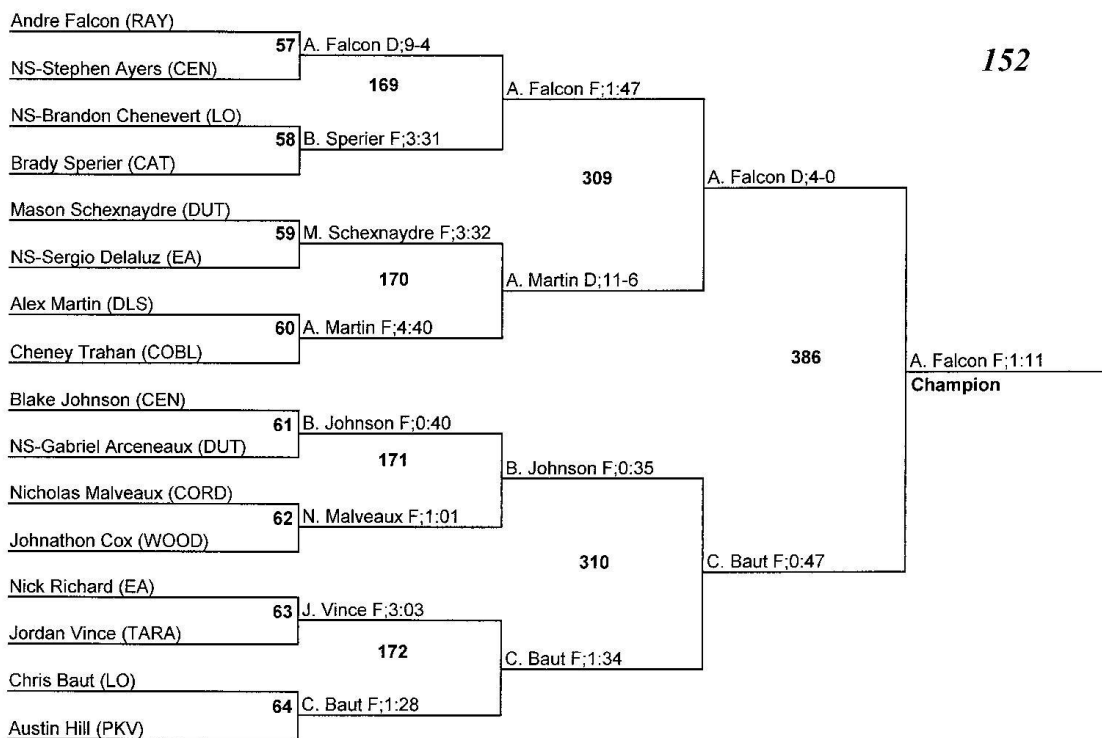 152
Andre Falcon (RAY)
57 A. Falcon D;9-4
NS-Stephen Ayers (CEN)
169
A. Falcon F;1:47
NS-Brandon Chenevert (LO)
58 B. Sperier F;3:31
Brady Sperier (CAT)
309
A. Falcon D;4-0
Mason Schexnaydre (DUT)
59 M. Schexnaydre F;3:32
NS-Sergio Delaluz (EA)
170
A. Martin D;11-6
Alex Martin (DLS)
60 A. Martin F;4:40
Cheney Trahan (COBL)
386
A. Falcon F;1:11
Champion
Blake Johnson (CEN)
61 B. Johnson F;0:40
NS-Gabriel Arceneaux (DUT)
171
B. Johnson F;0:35
Nicholas Malveaux (CORD)
62 N. Malveaux F;1:01
Johnathon Cox (WOOD)
310
C. Baut F;0:47
Nick Richard (EA)
63 J. Vince F;3:03
Jordan Vince (TARA)
172
C. Baut F;1:34
Chris Baut (LO)
64 C. Baut F;1:28
Austin Hill (PKV)